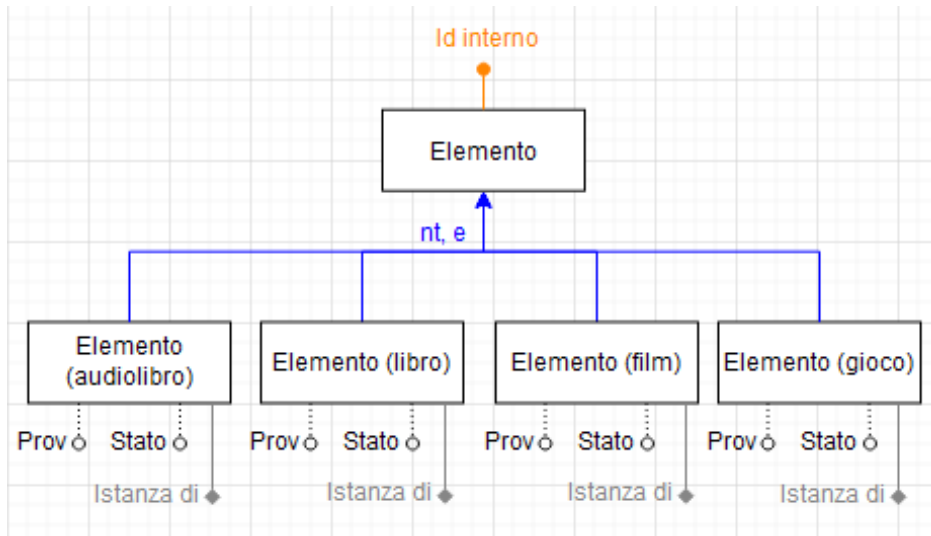 Id interno
Elemento
nt, e
Elemento
(audiolibro)
Elemento (libro)
Elemento (film)
Elemento (gioco)
Prov Stato Prov Stato Prov Stato Prov Stato
Istanza di Istanza di Istanza di Istanza di